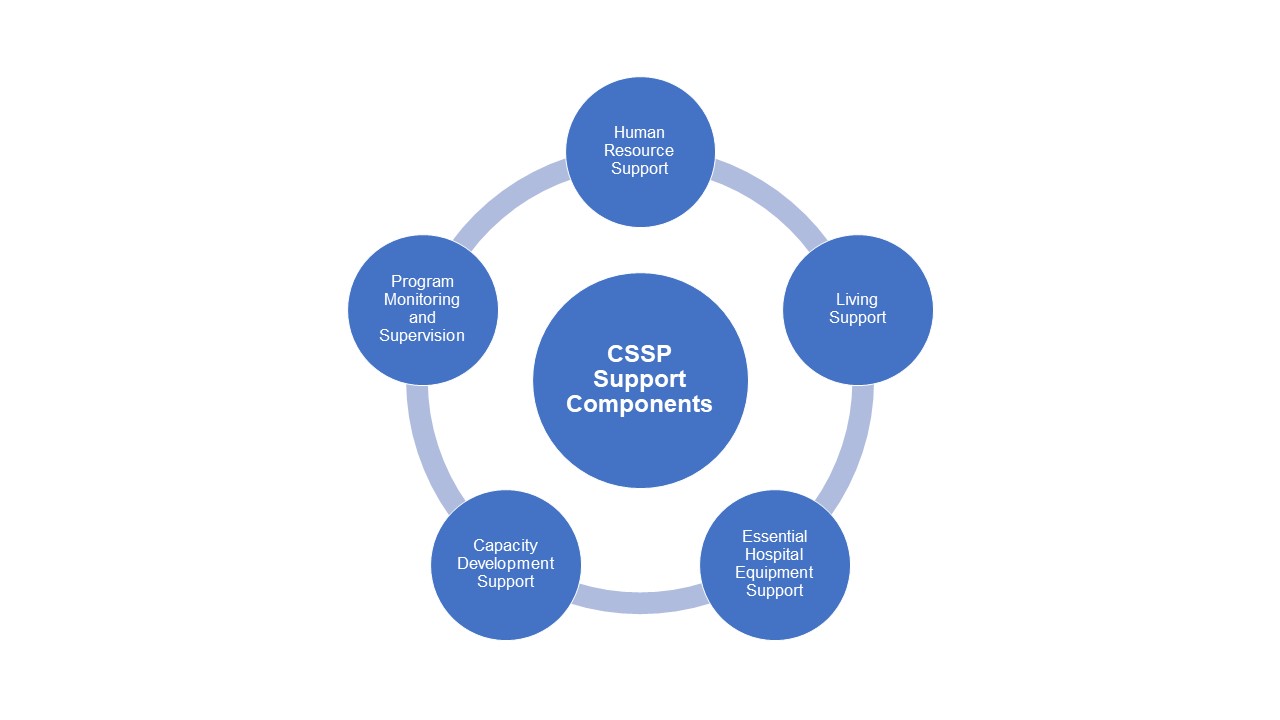 Human
Resource
Support
Living
Support
Essential
Hospital
Equipment
Support
Capacity
Development
Support
Program
Monitoring
and
Supervision
CSSP
Support
Components